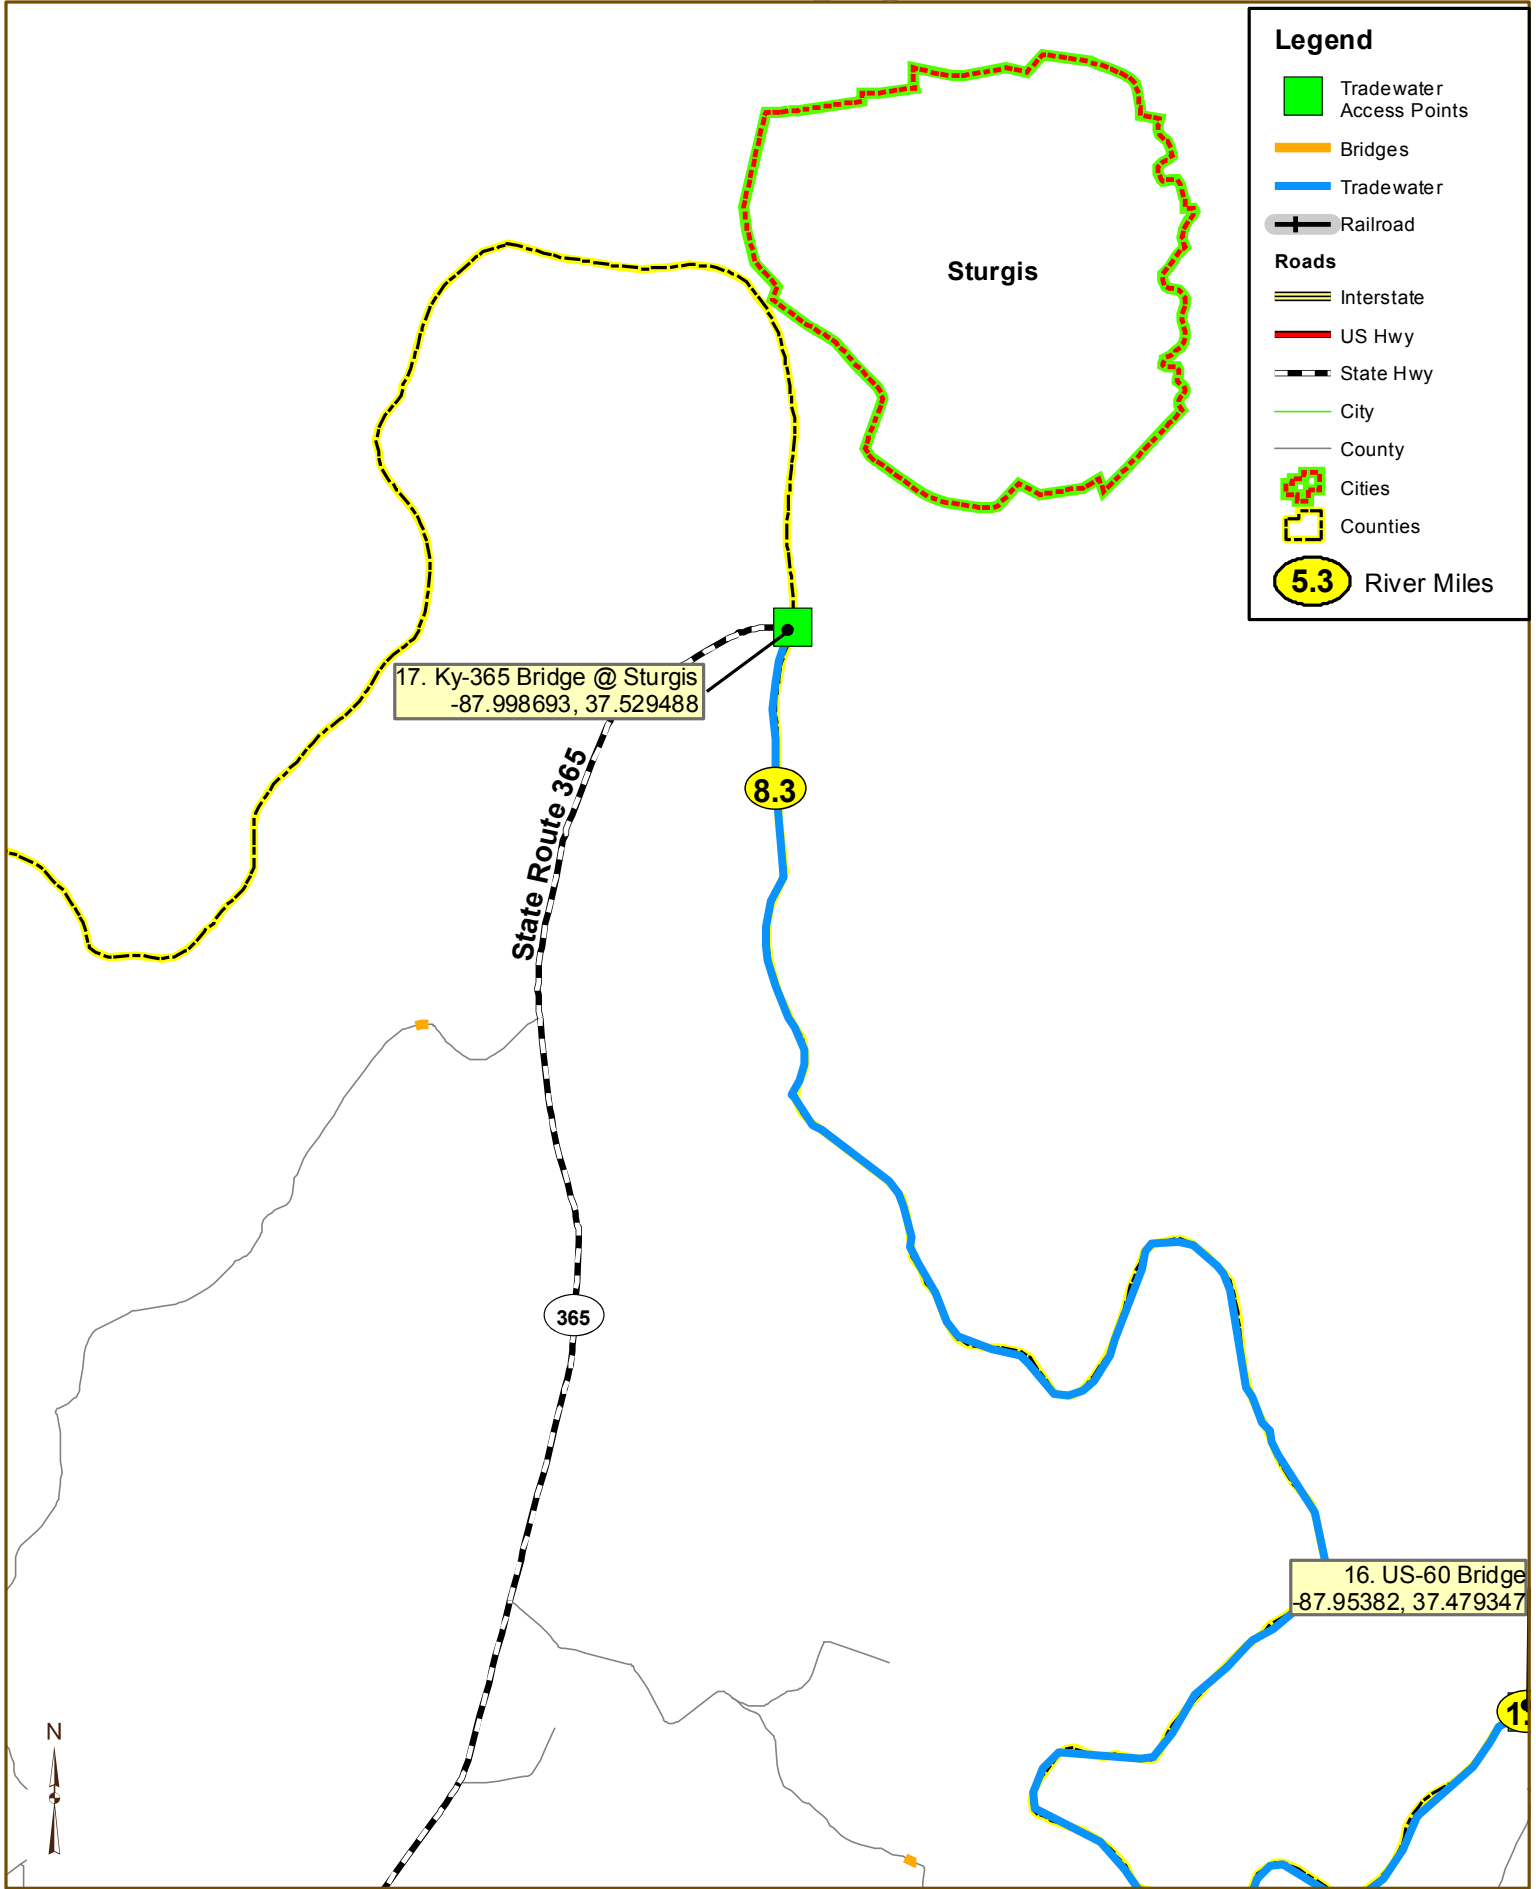 Legend
Tradewater
Access Points
Bridges
Tradewater
Railroad
Roads
Interstate
US Hwy
State Hwy
City
County
Cities
Counties
5.3 River Miles
Sturgis
17. Ky-365 Bridge @ Sturgis
-87.998693, 37.529488
State Route 365
8.3
365
16. US-60 Bridge
-87.95382, 37.479347
N